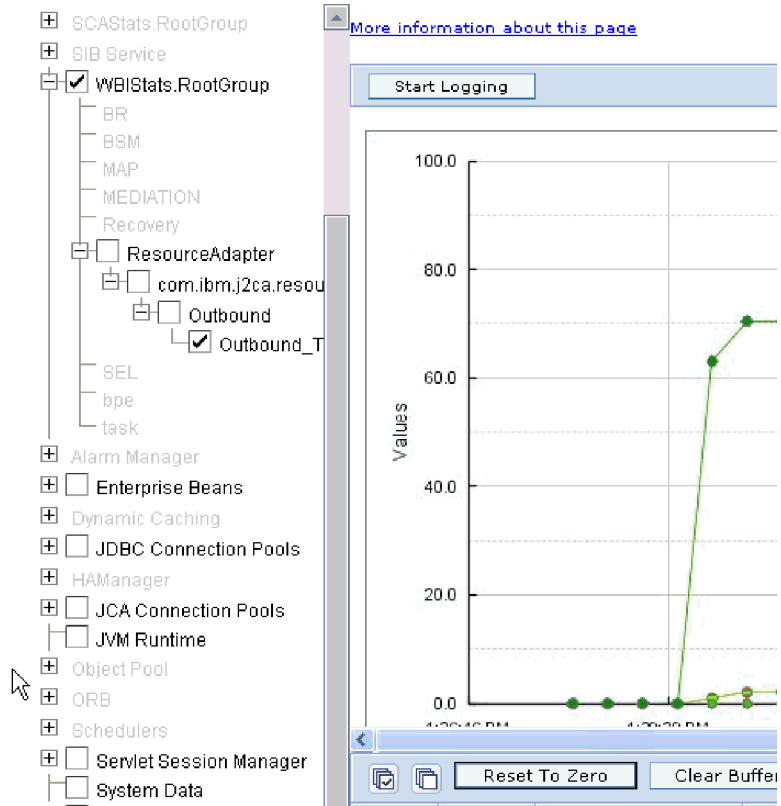 SCAStats.RootGroup
SIB Service
WBIStats.RootGroup
BR
BSM
MAP
MEDIATION
Recovery
ResourceAdapter
com.ibm.j2ca.resou
Outbound
Outbound_T
SEL
bpe
task
Alarm Manager
Enterprise Beans
Dynamic Caching
JDBC Connection Pools
HAManager
JCA Connection Pools
JVM Runtime
Object Pool
ORB
Schedulers
Servlet Session Manager
System Data
More information about this page
Start Logging
100.0
80.0
60.0
Values
40.0
20.0
0.0
Reset To Zero
Clear Buffe